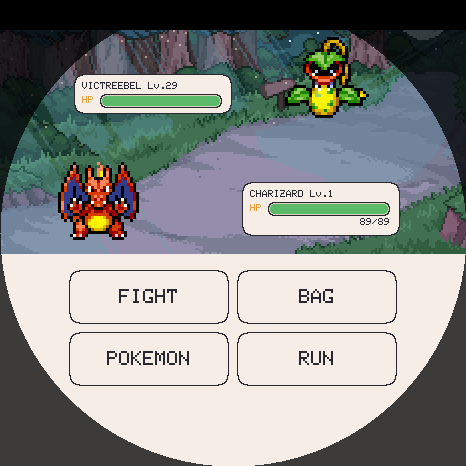 VICTREEBEL Lv.29
HP
CHARIZARD Lv.1
HP
89/89
FIGHT
BAG
POKEMON
RUN